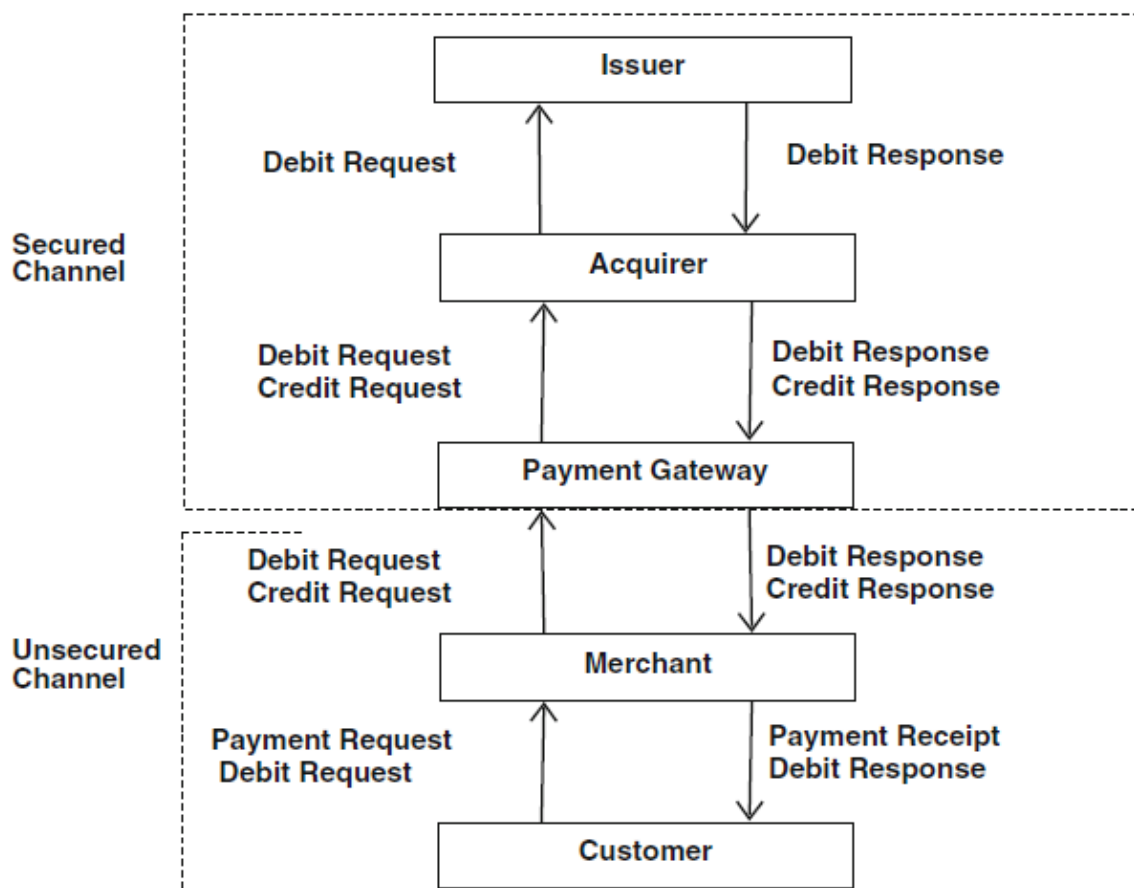 Issuer
Debit Request
Debit Response
Secured
Channel
Acquirer
Debit Request
Credit Request
Debit Response
Credit Response
Payment Gateway
Debit Request
Credit Request
Debit Response
Credit Response
Unsecured
Channel
Merchant
Payment Request
Debit Request
Payment Receipt
Debit Response
Customer